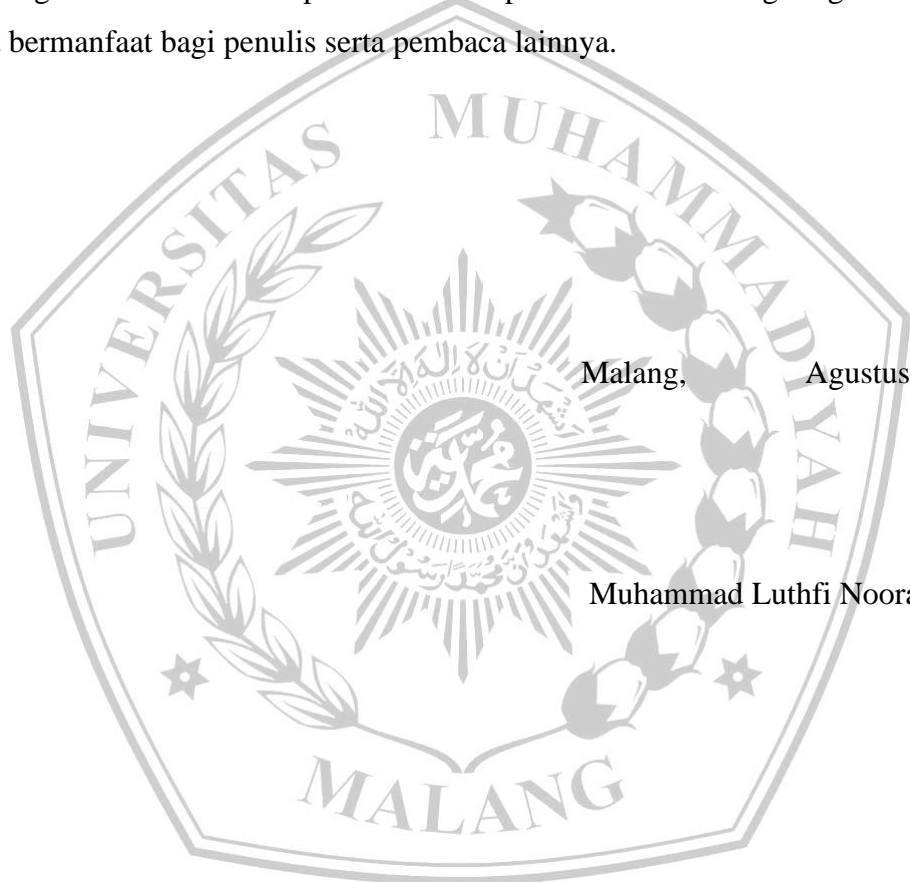 bermanfaat bagi penulis serta pembaca lainnya.
UNIVERSITAS MUHAMMADIYAH
Malang, Agustus
Muhammad Luthfi Noora
MALANG